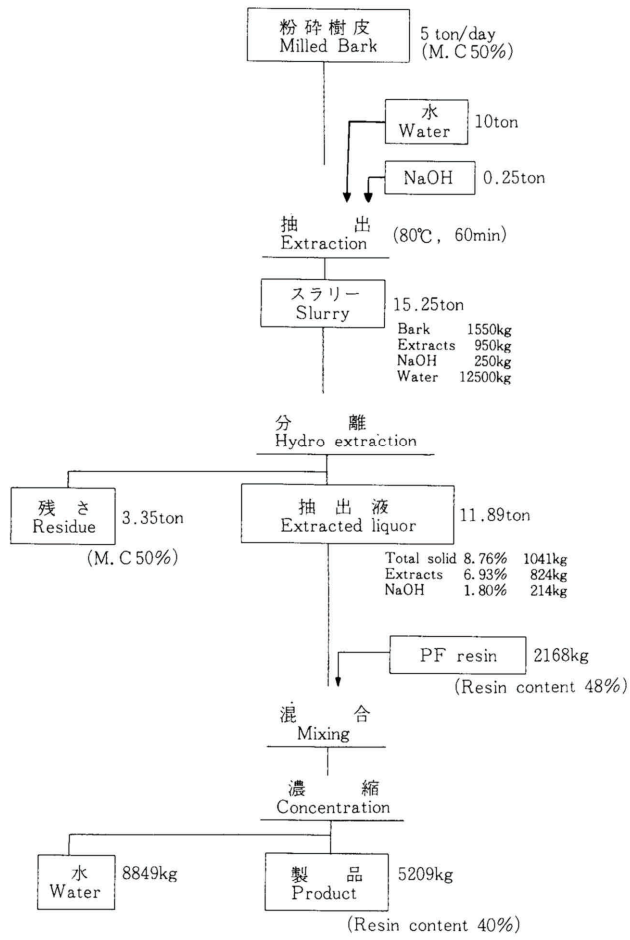 粉砕樹皮
Milled Bark
5 ton/day
(M.C 50%)
水
Water
10ton
NaOH
0.25ton
抽出
Extraction
(80℃, 60min)
スラリー
Slurry
15.25ton
Bark 1550kg
Extracts 950kg
NaOH 250kg
Water 12500kg
分離
Hydro extraction
残さ
Residue
3.35ton
(M.C 50%)
抽出液
Extracted liquor
11.89ton
Total solid 8.76% 1041kg
Extracts 6.93% 824kg
NaOH 1.80% 214kg
PF resin
2168kg
(Resin content 48%)
混合
Mixing
濃縮
Concentration
水
Water
8849kg
製品
Product
5209kg
(Resin content 40%)